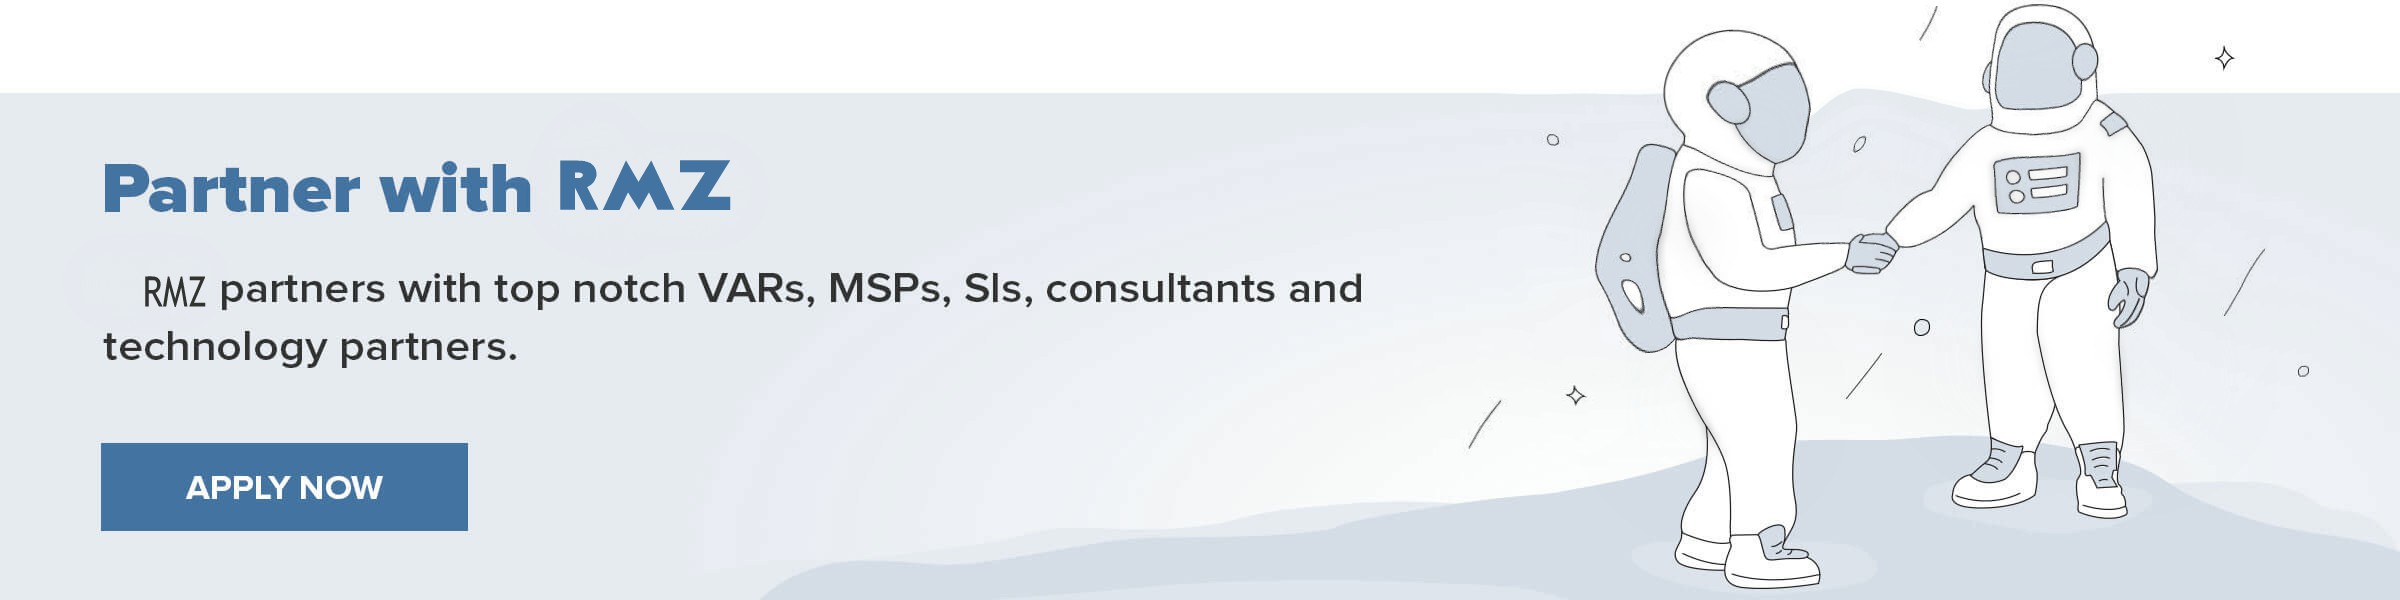 Partner with RMZ
RMZ partners with top notch VARs, MSPs, SIs, consultants and
technology partners.
APPLY NOW